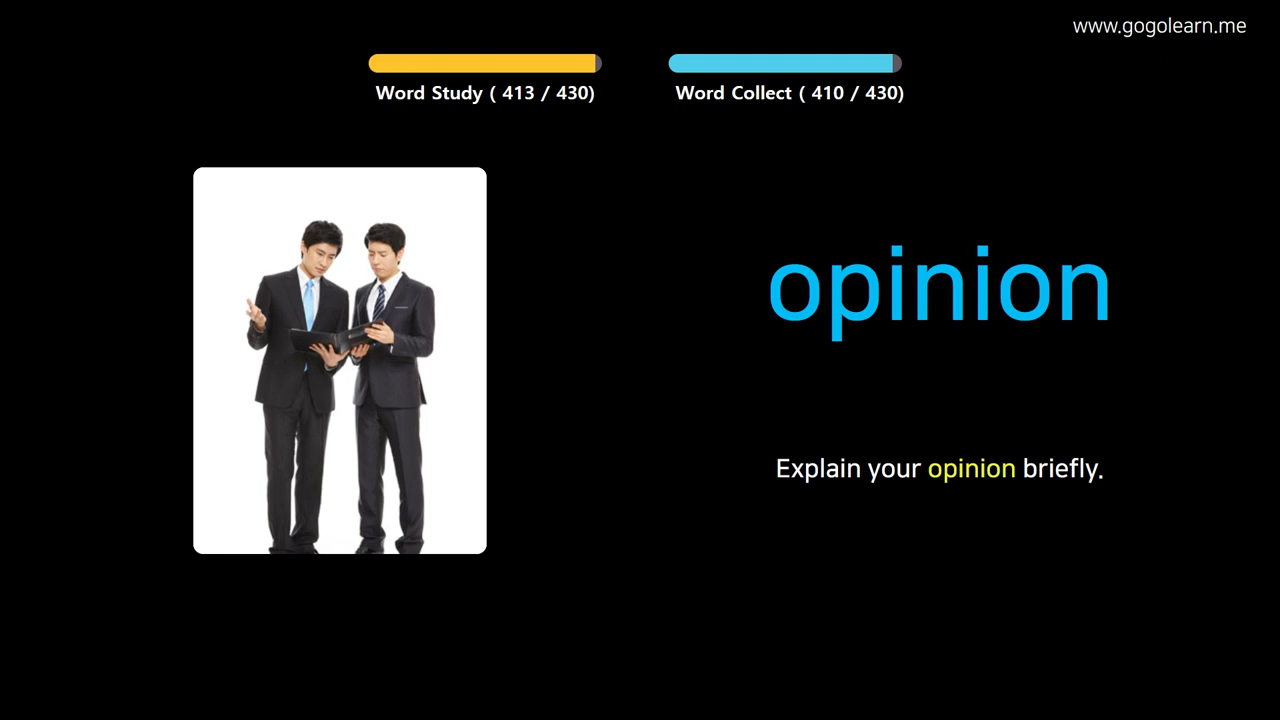 www.gogolearn.me
Word Study ( 413 / 430)
Word Collect ( 410 / 430)
opinion
Explain your opinion briefly.